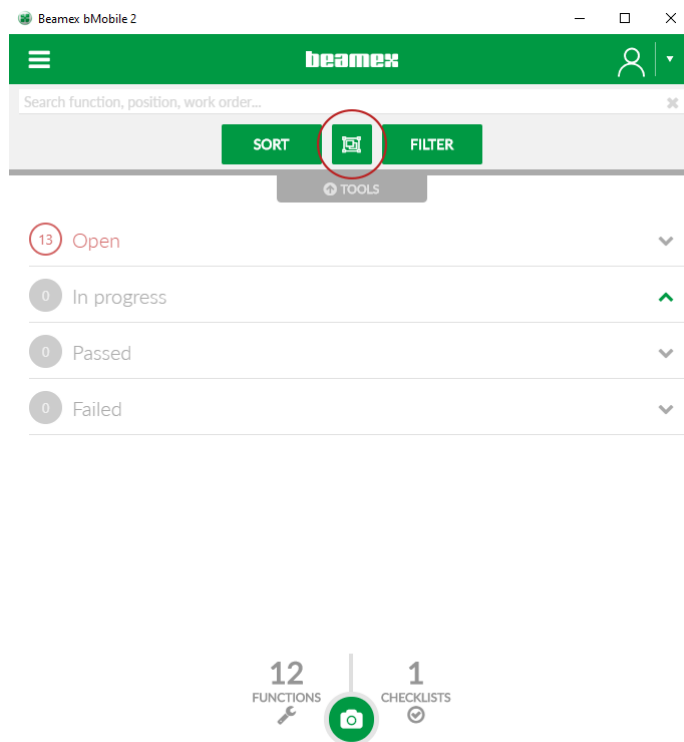 Beamex bMobile 2
beamex
Search function, position, work order...
SORT
FILTER
TOOLS
13 Open
0 In progress
0 Passed
0 Failed
12 1
FUNCTIONS CHECKLISTS